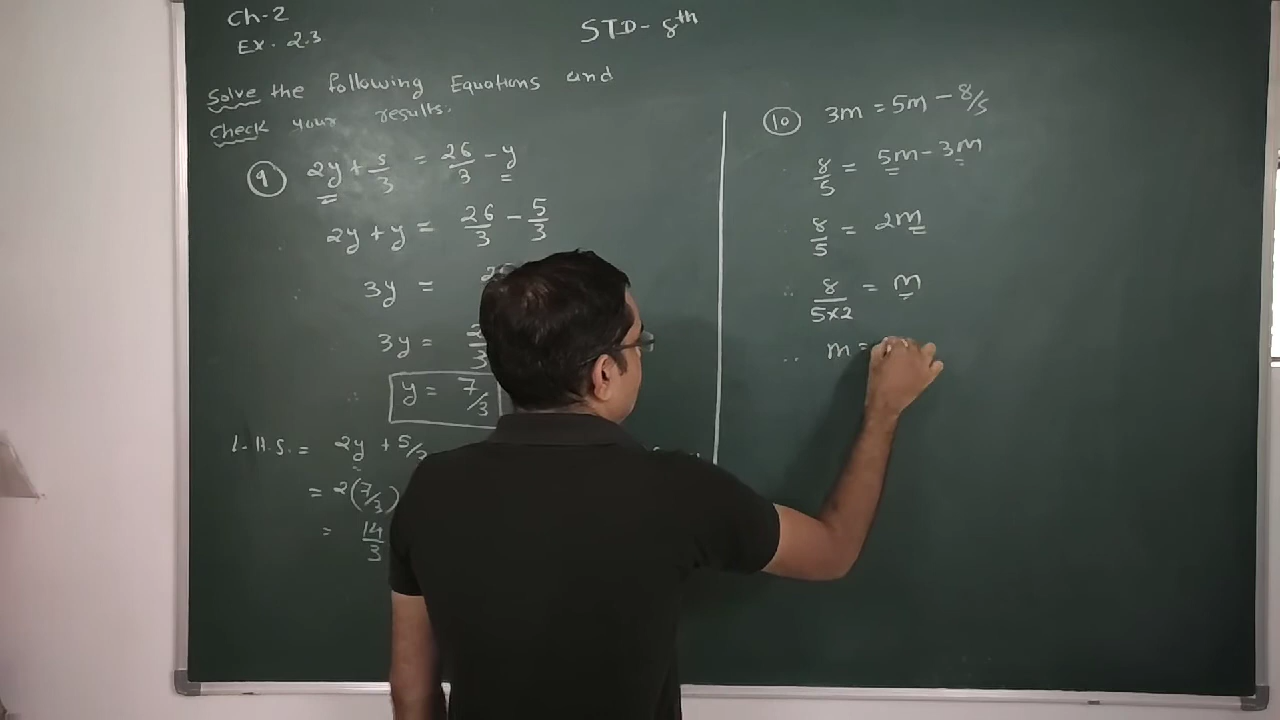 Ch-2
Ex. 2.3
STD-8th
Solve the following Equations and
Check your results.
9 2y + 5/3 = 26/3 - y
2y + y = 26/3 - 5/3
3y =
3y =
∴ y = 7/3
L.H.S. = 2y + 5/3
= 2(7/3)
= 14/3
10 3m = 5m - 8/5
8/5 = 5m - 3m
8/5 = 2m
∴ 8/5×2 = m
∴ m =